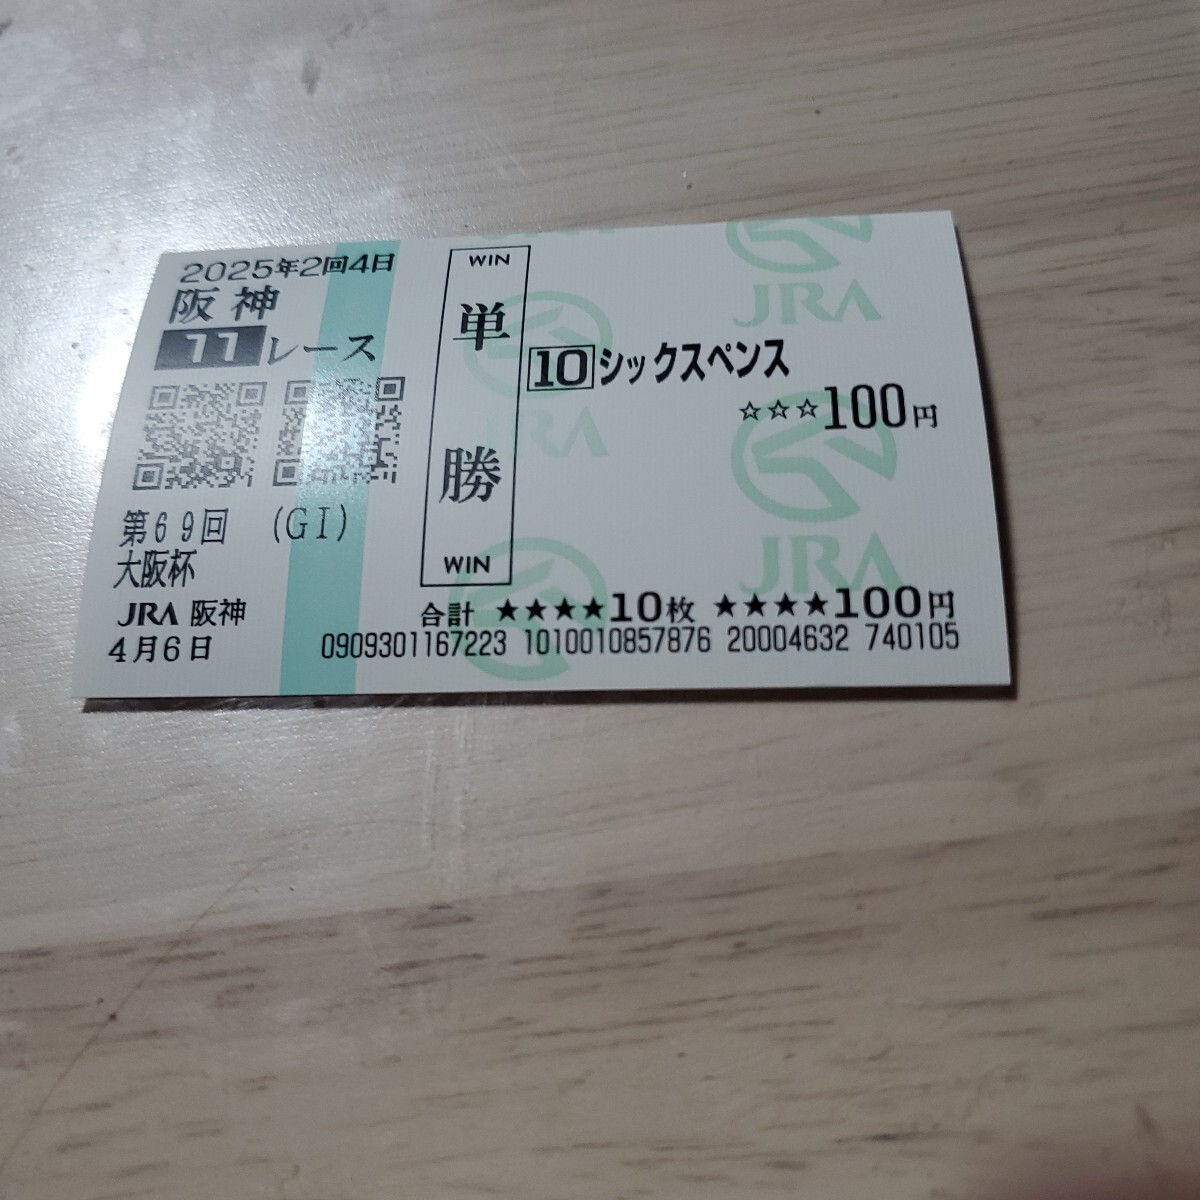 2025年2回4日
阪神
11レース
第69回 (GI)
大阪杯
JRA 阪神
4月6日
WIN
単勝
WIN
10シックスペンス
☆☆☆100円
合計 ★★★★10枚 ★★★★100円
0909301167223 1010010857876 20004632 740105
JRA
JRA
JRA